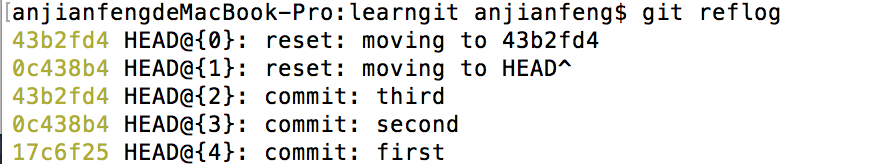 [anjianfengdeMacBook-Pro:learngit anjianfeng$ git reflog
43b2fd4 HEAD@{0}: reset: moving to 43b2fd4
0c438b4 HEAD@{1}: reset: moving to HEAD^
43b2fd4 HEAD@{2}: commit: third
0c438b4 HEAD@{3}: commit: second
17c6f25 HEAD@{4}: commit: first